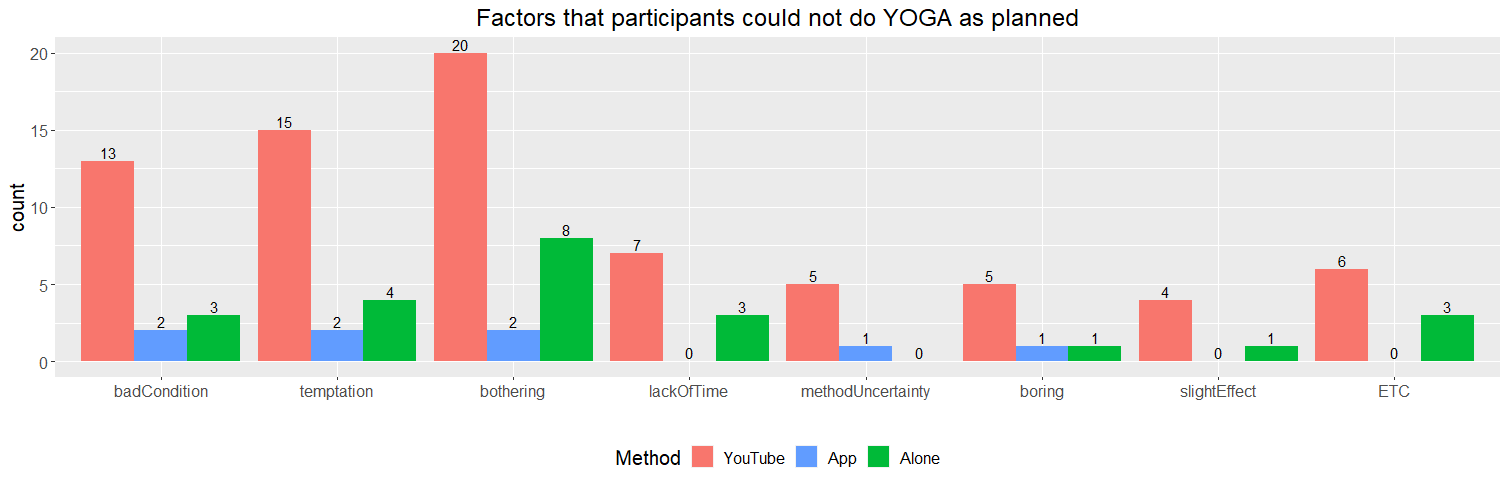 Factors that participants could not do YOGA as planned
count
20
15
10
5
0
13 2 3
15 2 4
20 2 8
7 0 3
5 1 0
5 1 1
4 0 1
6 0 3
badCondition temptation bothering lackOfTime methodUncertainty boring slightEffect ETC
Method YouTube App Alone